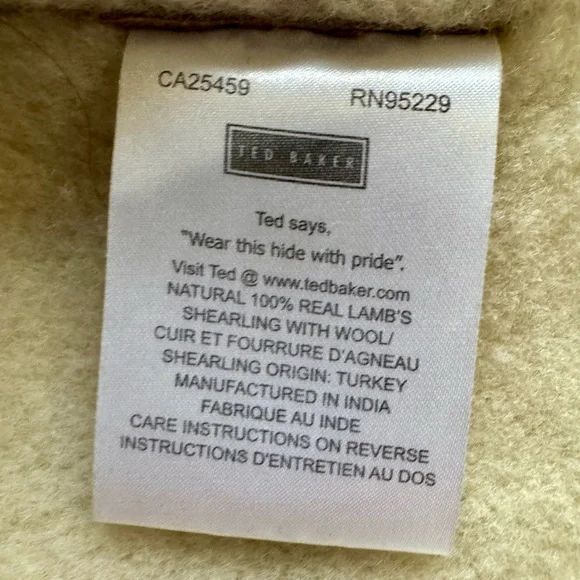 CA25459 RN95229
TED BAKER
Ted says,
"Wear this hide with pride".
Visit Ted @ www.tedbaker.com
NATURAL 100% REAL LAMB'S
SHEARLING WITH WOOL/
CUIR ET FOURRURE D'AGNEAU
SHEARLING ORIGIN: TURKEY
MANUFACTURED IN INDIA
FABRIQUE AU INDE
CARE INSTRUCTIONS ON REVERSE
INSTRUCTIONS D'ENTRETIEN AU DOS